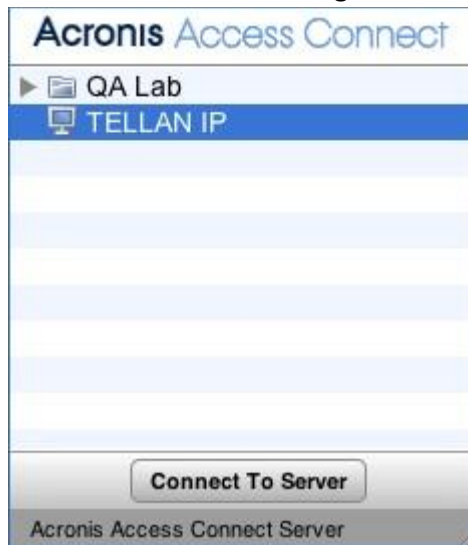 Acronis Access Connect
QA Lab
TELLAN IP
Connect To Server
Acronis Access Connect Server